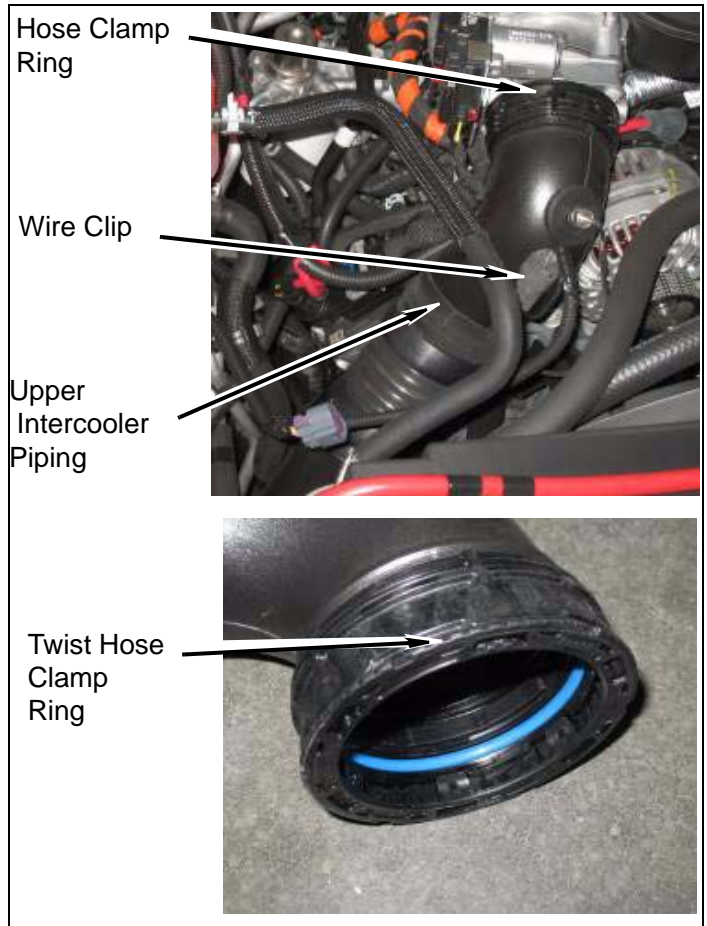 Hose Clamp
Ring
Wire Clip
Upper
Intercooler
Piping
Twist Hose
Clamp
Ring